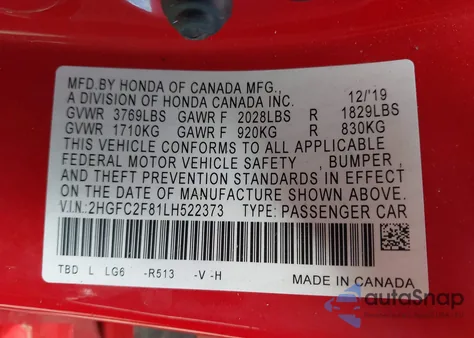 MFD.BY HONDA OF CANADA MFG.,
A DIVISION OF HONDA CANADA INC. 12/'19
GVWR 3769LBS GAWR F 2028LBS R 1829LBS
GVWR 1710KG GAWR F 920KG R 830KG
THIS VEHICLE CONFORMS TO ALL APPLICABLE
FEDERAL MOTOR VEHICLE SAFETY , BUMPER ,
AND THEFT PREVENTION STANDARDS IN EFFECT
ON THE DATE OF MANUFACTURE SHOWN ABOVE.
V.I.N:2HGFC2F81LH522373 TYPE: PASSENGER CAR
TBD L LG6 -R513 -V -H
MADE IN CANADA
autoSnap